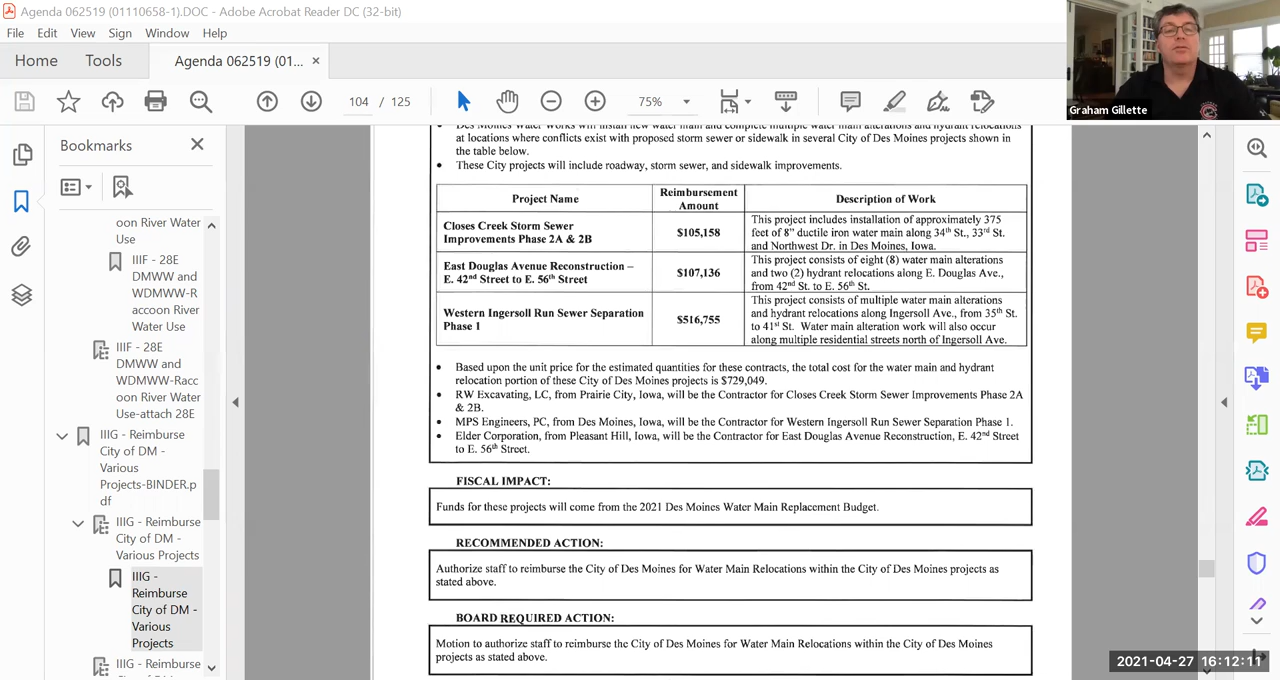 Agenda 062519 (01110658-1).DOC - Adobe Acrobat Reader DC (32-bit)
File Edit View Sign Window Help
Home Tools Agenda 062519 (01... ×
104 / 125 75%
Graham Gillette
Bookmarks
oon River Water
Use
IIIF - 28E
DMWW and
WDMWW-R
accoon River
Water Use
IIIF - 28E
DMWW and
WDMWW-Racc
oon River Water
Use-attach 28E
IIIG - Reimburse
City of DM -
Various
Projects-BINDER.p
df
IIIG - Reimburse
City of DM -
Various Projects
IIIG -
Reimburse
City of DM -
Various
Projects
IIIG - Reimburse
• Des Moines Water Works will install new water main and complete multiple water main alterations and hydrant relocations
at locations were conflicts exist with proposed storm sewer or sidewalk in several City of Des Moines projects shown in
the table below.
• These City projects will include roadway, storm sewer, and sidewalk improvements.
Project Name
Reimbursement
Amount
Description of Work
Closes Creek Storm Sewer
Improvements Phase 2A & 2B
$105,158
This project includes installation of approximately 375
feet of 8" ductile iron water main along 34th St., 33rd St.
and Northwest Dr. in Des Moines, Iowa.
East Douglas Avenue Reconstruction –
E. 42nd Street to E. 56th Street
$107,136
This project consists of eight (8) water main alterations
and two (2) hydrant relocations along E. Douglas Ave.,
from 42nd St. to E. 56th St.
Western Ingersoll Run Sewer Separation
Phase 1
$516,755
This project consists of multiple water main alterations
and hydrant relocations along Ingersoll Ave., from 35th St.
to 41st St. Water main alteration work will also occur
along multiple residential streets north of Ingersoll Ave.
• Based upon the unit price for the estimated quantities for these contracts, the total cost for the water main and hydrant
relocation portion of these City of Des Moines projects is $729,049.
• RW Excavating, LC, from Prairie City, Iowa, will be the Contractor for Closes Creek Storm Sewer Improvements Phase 2A
& 2B.
• MPS Engineers, PC, from Des Moines, Iowa, will be the Contractor for Western Ingersoll Run Sewer Separation Phase 1.
• Elder Corporation, from Pleasant Hill, Iowa, will be the Contractor for East Douglas Avenue Reconstruction, E. 42nd Street
to E. 56th Street.
FISCAL IMPACT:
Funds for these projects will come from the 2021 Des Moines Water Main Replacement Budget.
RECOMMENDED ACTION:
Authorize staff to reimburse the City of Des Moines for Water Main Relocations within the City of Des Moines projects as
stated above.
BOARD REQUIRED ACTION:
Motion to authorize staff to reimburse the City of Des Moines for Water Main Relocations within the City of Des Moines
projects as stated above.
2021-04-27 16:12:11